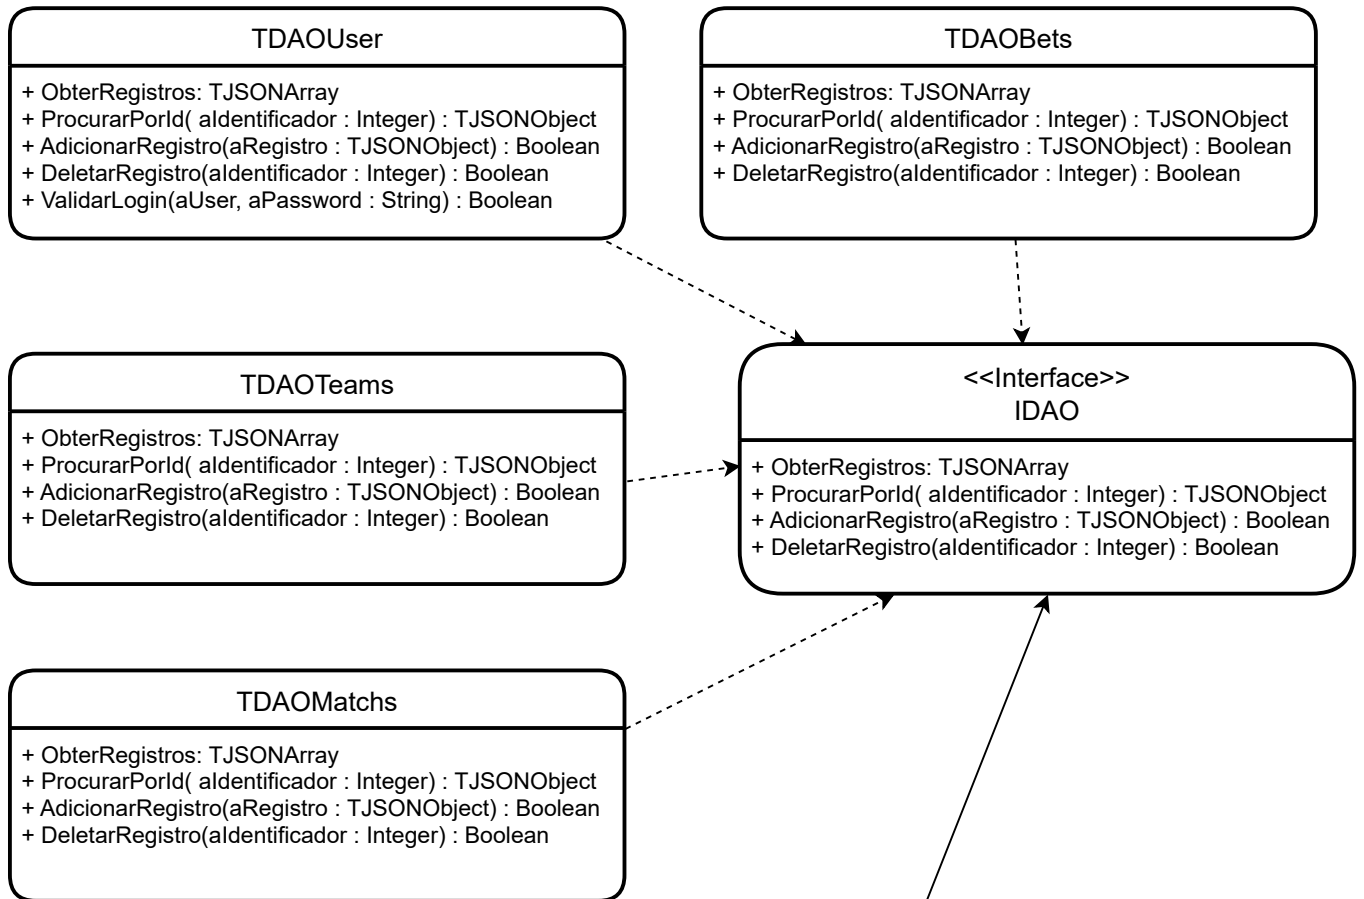 TDAOUser
+ ObterRegistros: TJSONArray
+ ProcurarPorId( aIdentificador : Integer) : TJSONObject
+ AdicionarRegistro(aRegistro : TJSONObject) : Boolean
+ DeletarRegistro(aIdentificador : Integer) : Boolean
+ ValidarLogin(aUser, aPassword : String) : Boolean
TDAOBets
+ ObterRegistros: TJSONArray
+ ProcurarPorId( aIdentificador : Integer) : TJSONObject
+ AdicionarRegistro(aRegistro : TJSONObject) : Boolean
+ DeletarRegistro(aIdentificador : Integer) : Boolean
TDAOTeams
+ ObterRegistros: TJSONArray
+ ProcurarPorId( aIdentificador : Integer) : TJSONObject
+ AdicionarRegistro(aRegistro : TJSONObject) : Boolean
+ DeletarRegistro(aIdentificador : Integer) : Boolean
<<Interface>>
IDAO
+ ObterRegistros: TJSONArray
+ ProcurarPorId( aIdentificador : Integer) : TJSONObject
+ AdicionarRegistro(aRegistro : TJSONObject) : Boolean
+ DeletarRegistro(aIdentificador : Integer) : Boolean
TDAOMatchs
+ ObterRegistros: TJSONArray
+ ProcurarPorId( aIdentificador : Integer) : TJSONObject
+ AdicionarRegistro(aRegistro : TJSONObject) : Boolean
+ DeletarRegistro(aIdentificador : Integer) : Boolean